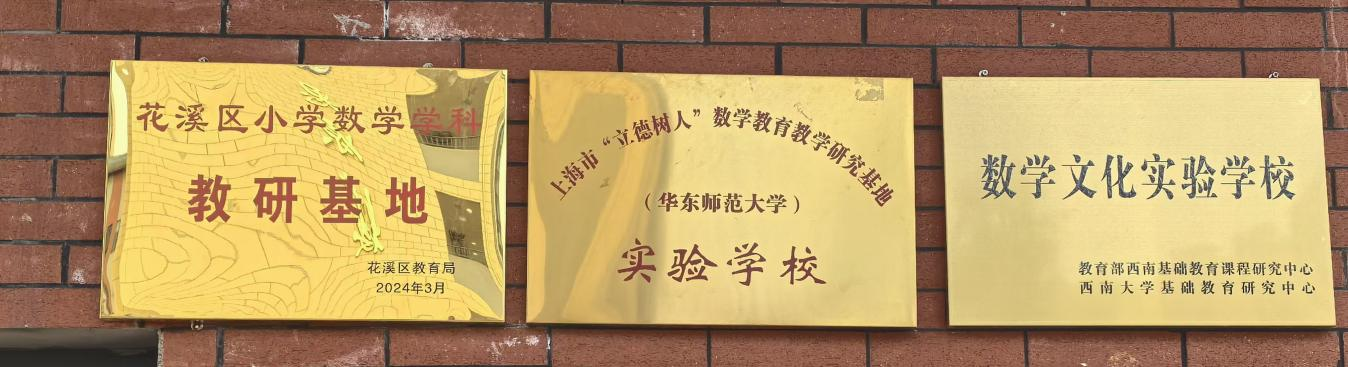 花溪区小学数学学科
教研基地
花溪区教育局
2024年3月
上海市“立德树人”数学教育教学研究基地
（华东师范大学）
实验学校
数学文化实验学校
教育部西南基础教育课程研究中心
西南大学基础教育研究中心